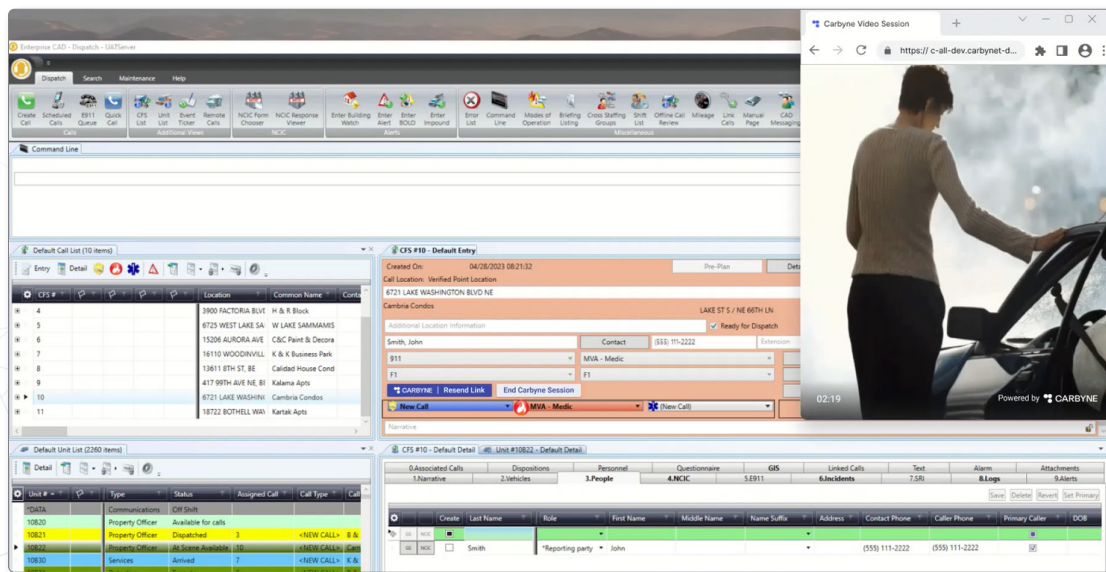 Carbyne Video Session
https://c-all-dev.carbynet-d...
Enterprise CAD - Dispatch - UATServer
Dispatch Search Maintenance Help
Create Call
Scheduled Calls
E911 Queue
Quick Call
CFS List
Unit List
Event Ticker
Remote Calls
NCIC Form Chooser
NCIC Response Viewer
Enter Building Watch
Enter Alert
Enter BOLO
Enter Impound
Error List
Command Line
Modes of Operation
Briefing Listing
Cross Staffing Groups
Shift List
Offline Call Review
Mileage
Link Calls
Manual Page
CAD Messaging
Calls Additional Views NCIC Alerts Miscellaneous
Command Line
Default Call List (10 items)
Entry Detail
CFS # Location Common Name Conta
4 3900 FACTORIA BLVE H & R Block
5 6725 WEST LAKE SA W LAKE SAMMAMIS
6 15206 AURORA AVE C&C Paint & Decora
7 16110 WOODINVILL K & K Business Park
8 13611 8TH ST, BE Calidad House Cond
9 417 99TH AVE NE, BI Kalama Apts
10 6721 LAKE WASHIN Cambria Condos
11 18722 BOTHELL WA Kartak Apts
CFS #10 - Default Entry
Created On: 04/28/2023 08:21:32 Pre-Plan Deta
Call Location: Verified Point Location
6721 LAKE WASHINGTON BLVD NE
Cambria Condos LAKE ST S / NE 66TH LN
Additional Location Information Ready for Dispatch
Smith, John Contact (555) 111-2222 Extension
911 MVA - Medic
F1 F1
CARBYNE | Resend Link End Carbyne Session
New Call MVA - Medic (New Call)
Narrative
02:19 Powered by CARBYNE
Default Unit List (2260 items)
Detail
Unit # Type Status Assigned Call Call Type Call
*DATA Communications Off Shift
10B20 Property Officer Available for calls
10B21 Property Officer Dispatched 3 <NEW CALL> B &
10B22 Property Officer At Scene Available 10 <NEW CALL> Cam
10B30 Services Arrived 7 <NEW CALL> K &
CFS #10 - Default Detail Unit #10B22 - Default Detail
0.Associated Calls Dispositions Personnel Questionnaire GIS Linked Calls Text Alarm Attachments
1.Narrative 2.Vehicles 3.People 4.NCIC 5.E911 6.Incidents 7.SRI 8.Logs 9.Alerts
Save Delete Revert Set Primary
Create Last Name Role First Name Middle Name Name Suffix Address Contact Phone Caller Phone Primary Caller DOB
NCIC
NCIC Smith *Reporting party John (555) 111-2222 (555) 111-2222